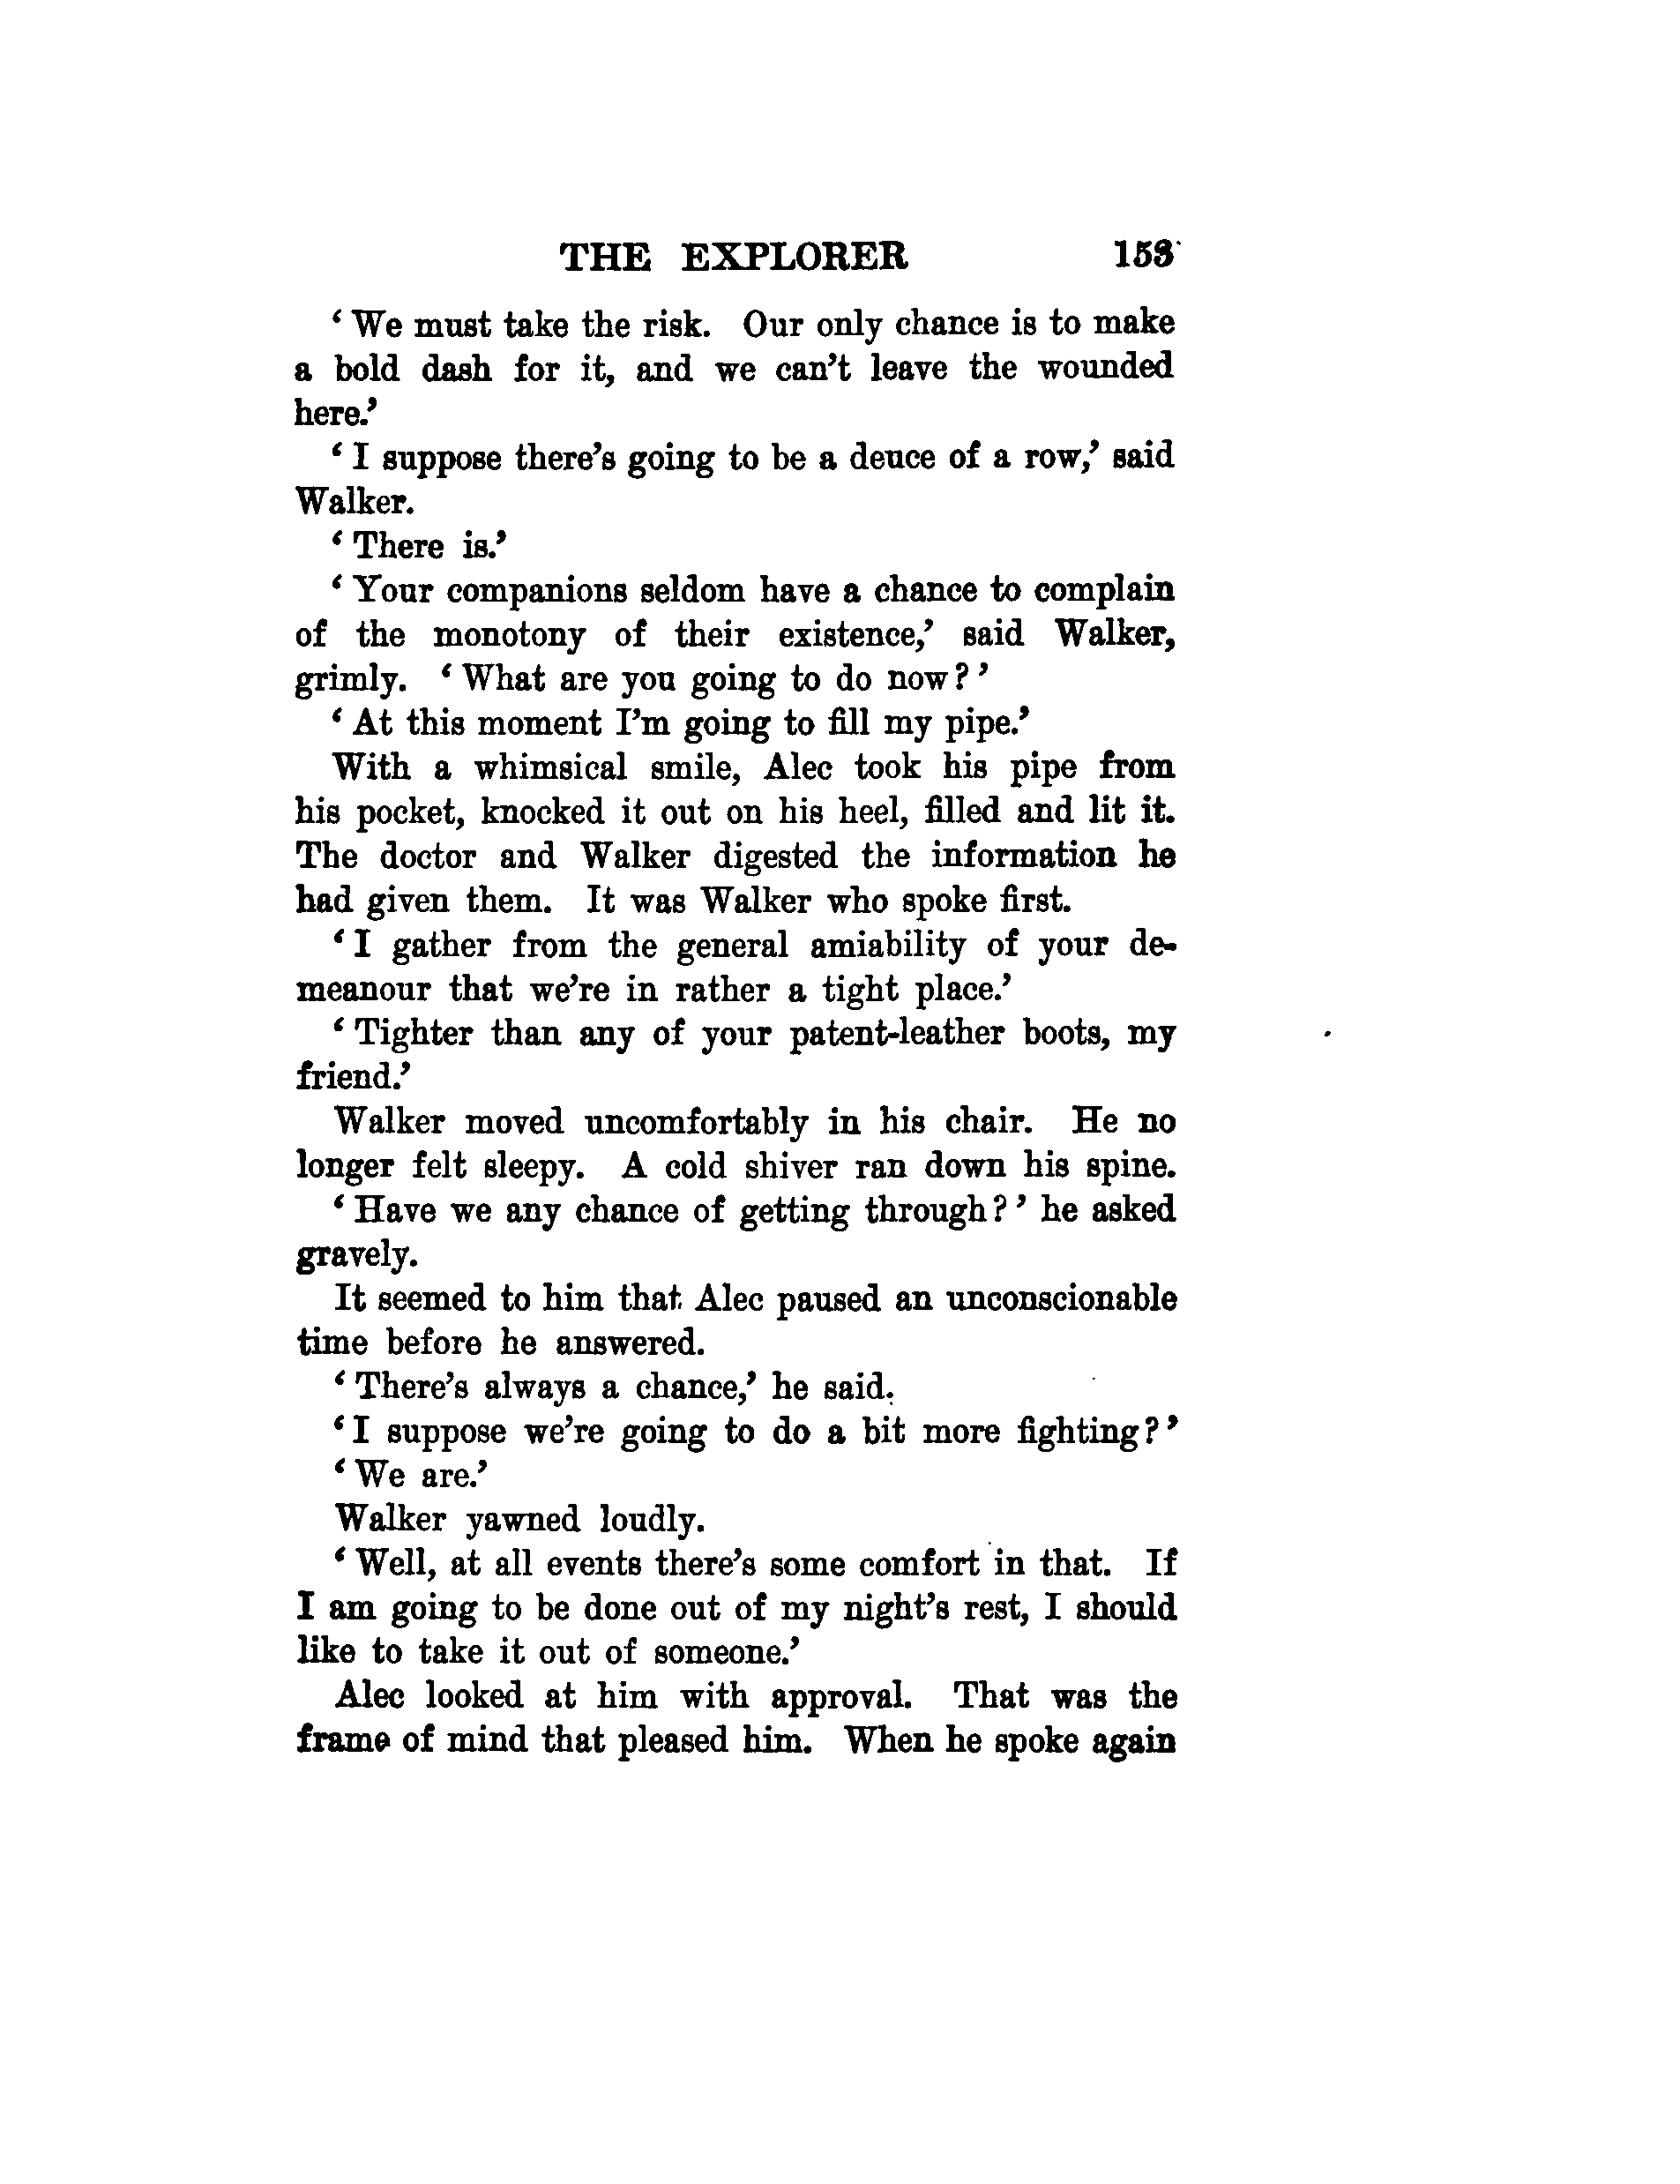 THE EXPLORER 153
‘We must take the risk. Our only chance is to make
a bold dash for it, and we can’t leave the wounded
here.’
‘I suppose there’s going to be a deuce of a row,’ said
Walker.
‘There is.’
‘Your companions seldom have a chance to complain
of the monotony of their existence,’ said Walker,
grimly. ‘What are you going to do now?’
‘At this moment I’m going to fill my pipe.’
With a whimsical smile, Alec took his pipe from
his pocket, knocked it out on his heel, filled and lit it.
The doctor and Walker digested the information he
had given them. It was Walker who spoke first.
‘I gather from the general amiability of your de-
meanour that we’re in rather a tight place.’
‘Tighter than any of your patent-leather boots, my
friend.’
Walker moved uncomfortably in his chair. He no
longer felt sleepy. A cold shiver ran down his spine.
‘Have we any chance of getting through?’ he asked
gravely.
It seemed to him that Alec paused an unconscionable
time before he answered.
‘There’s always a chance,’ he said.
‘I suppose we’re going to do a bit more fighting?’
‘We are.’
Walker yawned loudly.
‘Well, at all events there’s some comfort in that. If
I am going to be done out of my night’s rest, I should
like to take it out of someone.’
Alec looked at him with approval. That was the
frame of mind that pleased him. When he spoke again